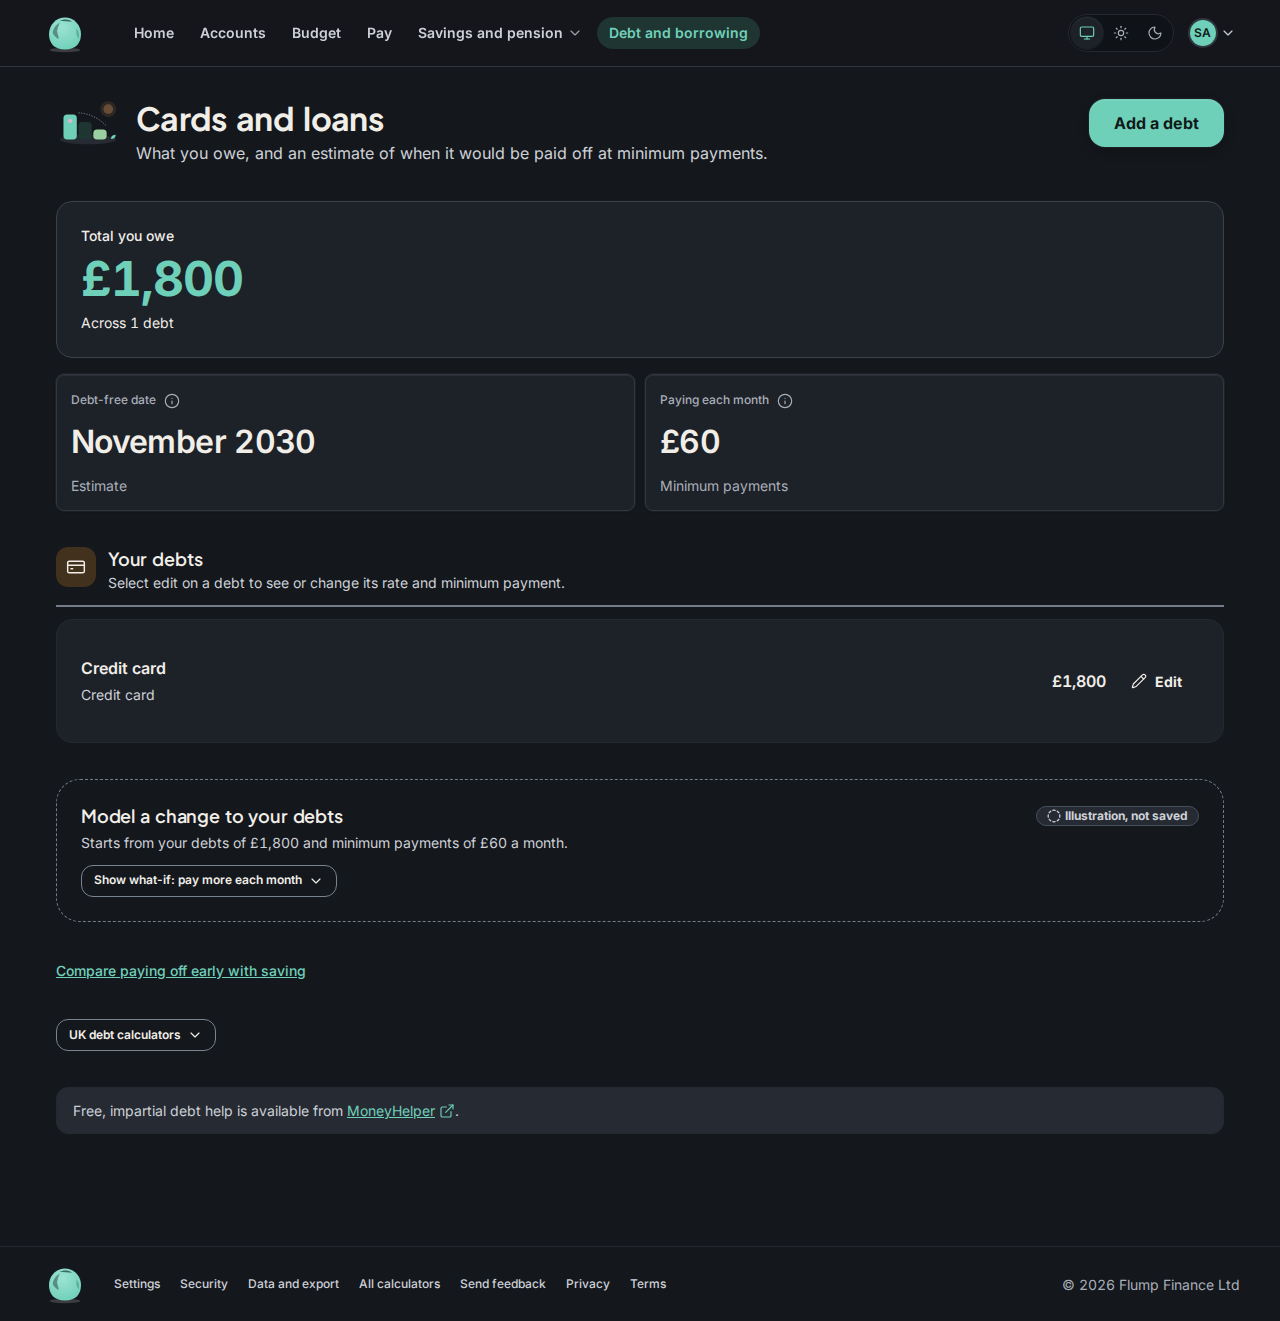 Home
Accounts
Budget
Pay
Savings and pension
Debt and borrowing
SA
Cards and loans
What you owe, and an estimate of when it would be paid off at minimum payments.
Add a debt
Total you owe
£1,800
Across 1 debt
Debt-free date
November 2030
Estimate
Paying each month
£60
Minimum payments
Your debts
Select edit on a debt to see or change its rate and minimum payment.
Credit card
Credit card
£1,800
Edit
Model a change to your debts
Illustration, not saved
Starts from your debts of £1,800 and minimum payments of £60 a month.
Show what-if: pay more each month
Compare paying off early with saving
UK debt calculators
Free, impartial debt help is available from MoneyHelper.
Settings
Security
Data and export
All calculators
Send feedback
Privacy
Terms
© 2026 Flump Finance Ltd